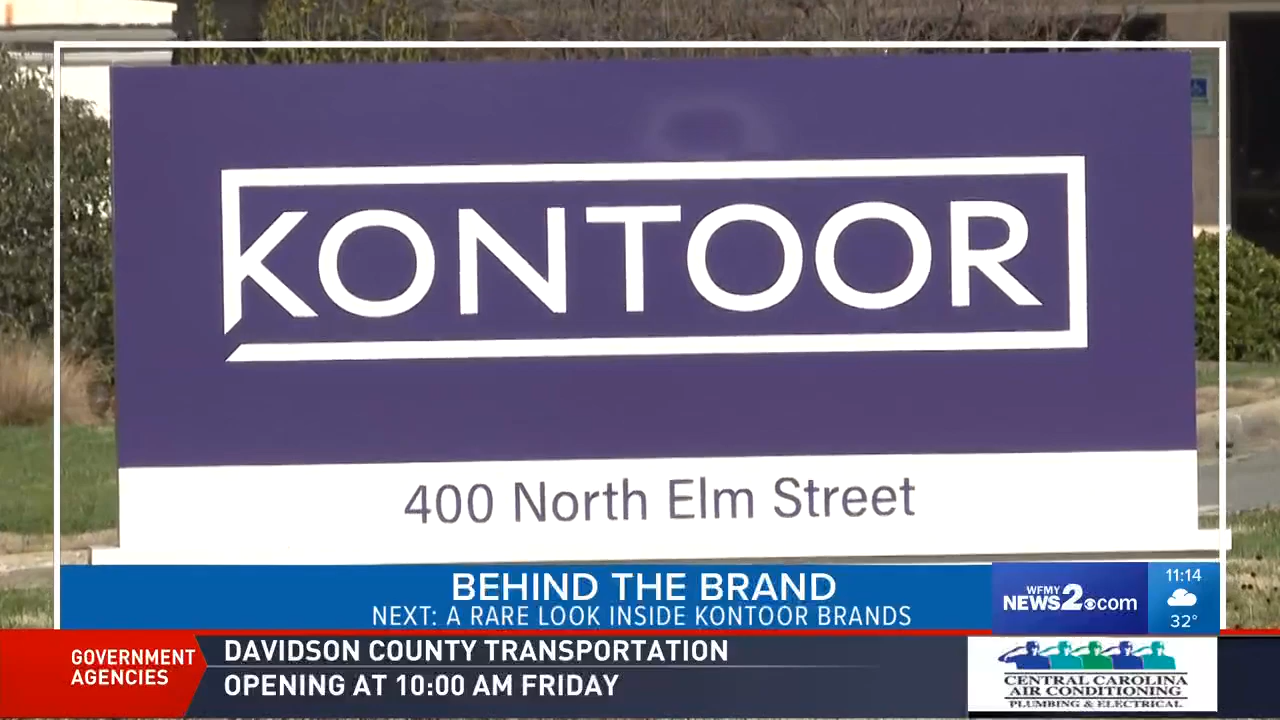 KONTOOR
400 North Elm Street
BEHIND THE BRAND
NEXT: A RARE LOOK INSIDE KONTOOR BRANDS
WFMY
NEWS2 com
11:14
32°
GOVERNMENT
AGENCIES
DAVIDSON COUNTY TRANSPORTATION
OPENING AT 10:00 AM FRIDAY
CENTRAL CAROLINA
AIR CONDITIONING
PLUMBING & ELECTRICAL